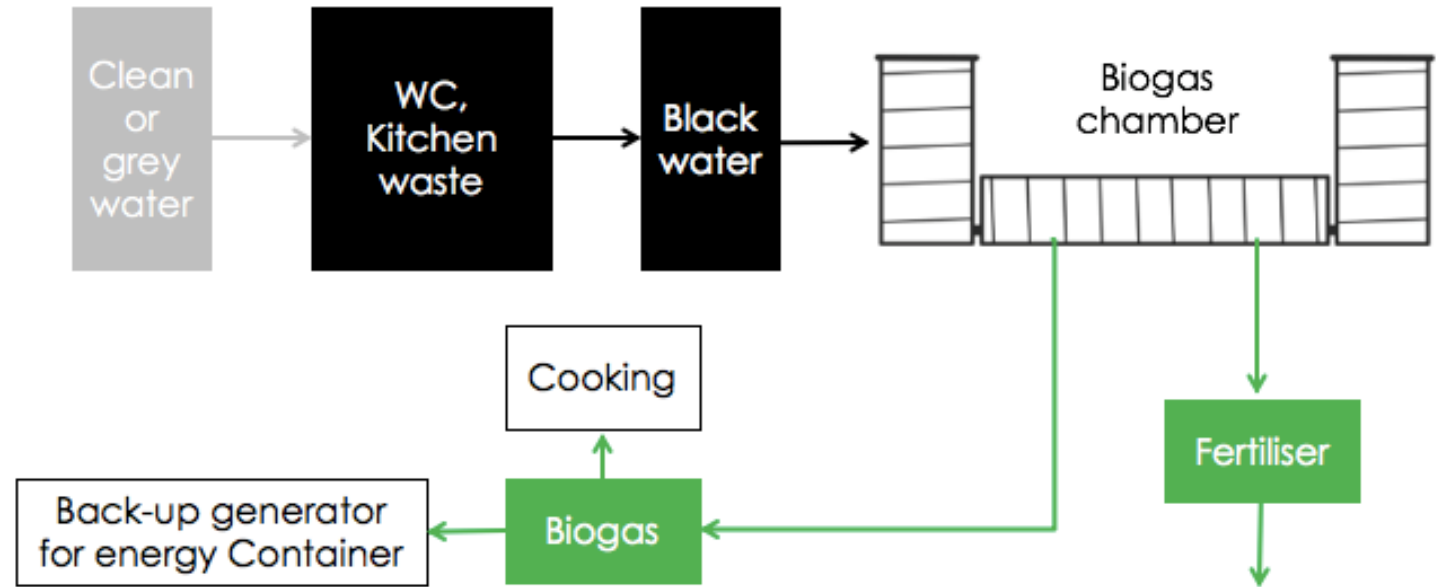 Clean
or
grey
water
WC,
Kitchen
waste
Black
water
Biogas
chamber
Cooking
Fertiliser
Back-up generator
for energy Container
Biogas